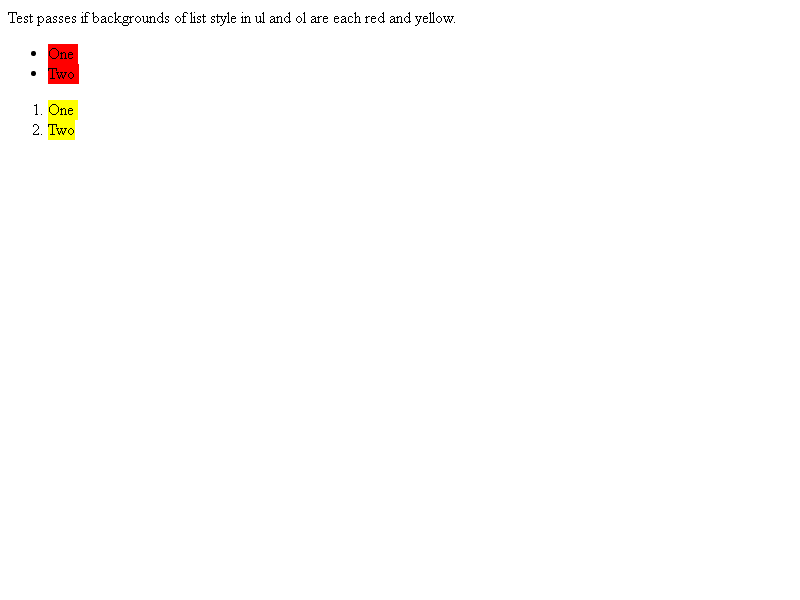 Test passes if backgrounds of list style in ul and ol are each red and yellow.
• One
• Two
1. One
2. Two